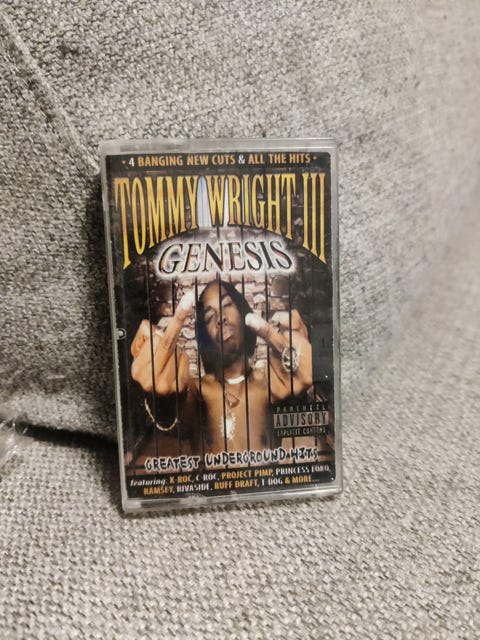 • 4 BANGING NEW CUTS & ALL THE HITS •
TOMMY WRIGHT III
GENESIS
PARENTAL
ADVISORY
EXPLICIT CONTENT
GREATEST UNDERGROUND HITS
featuring: K-ROC, C-ROC, PROJECT PIMP, PRINCESS LOKO,
RAMSEY, RIVASIDE, RUFF DRAFT, T-DOG & MORE...